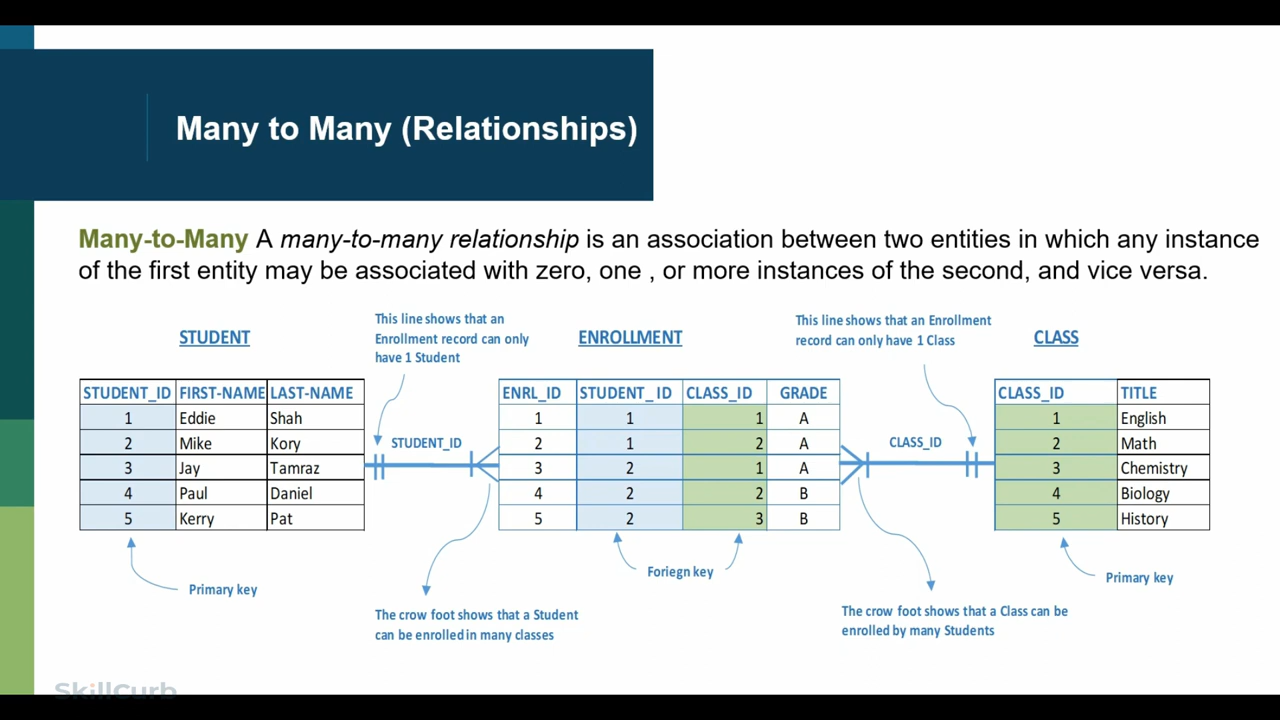 Many to Many (Relationships)
Many-to-Many A many-to-many relationship is an association between two entities in which any instance
of the first entity may be associated with zero, one , or more instances of the second, and vice versa.
STUDENT
This line shows that an
Enrollment record can only
have 1 Student
ENROLLMENT
This line shows that an Enrollment
record can only have 1 Class
CLASS
STUDENT_ID FIRST-NAME LAST-NAME
1 Eddie Shah
2 Mike Kory
3 Jay Tamraz
4 Paul Daniel
5 Kerry Pat
STUDENT_ID
ENRL_ID STUDENT_ID CLASS_ID GRADE
1 1 1 A
2 1 2 A
3 2 1 A
4 2 2 B
5 2 3 B
CLASS_ID
CLASS_ID TITLE
1 English
2 Math
3 Chemistry
4 Biology
5 History
Primary key
The crow foot shows that a Student
can be enrolled in many classes
Foriegn key
The crow foot shows that a Class can be
enrolled by many Students
Primary key
SkillCurb